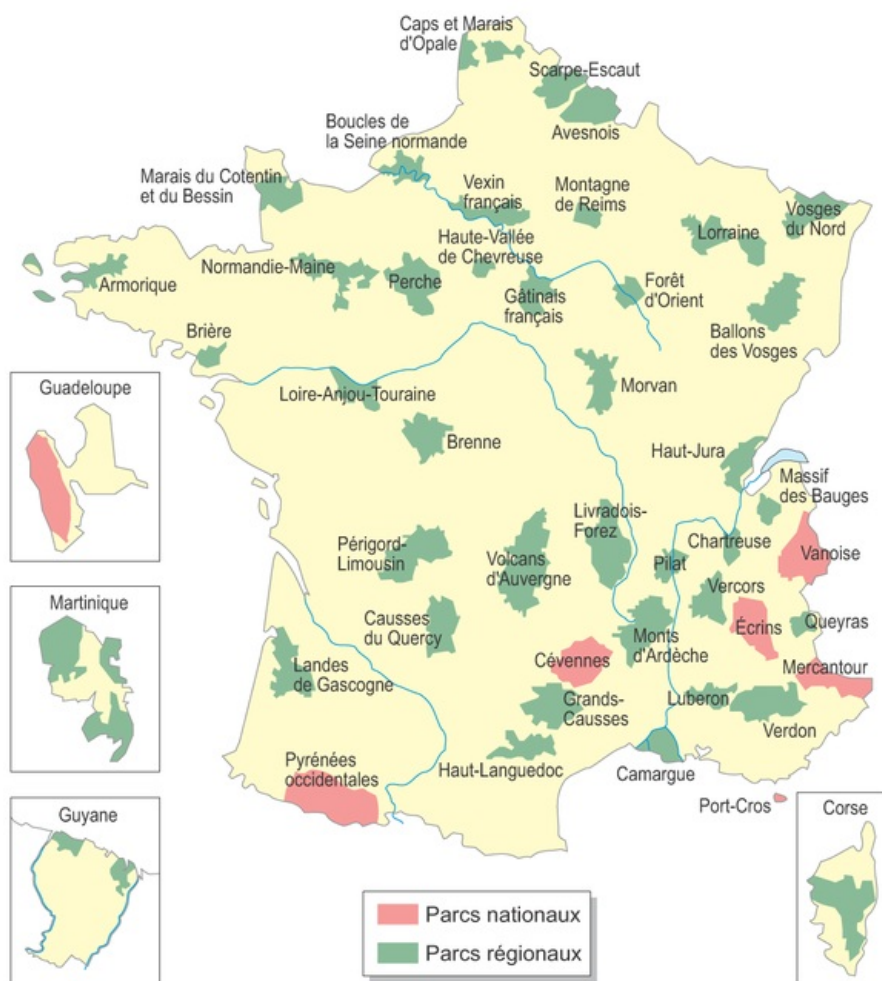 Caps et Marais
d'Opale
Scarpe-Escaut
Avesnois
Boucles de
la Seine normande
Marais du Cotentin
et du Bessin
Vexin
français
Montagne
de Reims
Lorraine
Vosges
du Nord
Haute-Vallée
de Chevreuse
Normandie-Maine
Armorique
Perche
Gâtinais
français
Forêt
d'Orient
Ballons
des Vosges
Brière
Loire-Anjou-Touraine
Morvan
Brenne
Haut-Jura
Guadeloupe
Massif
des Bauges
Livradois-
Forez
Périgord-
Limousin
Volcans
d'Auvergne
Pilat
Chartreuse
Vanoise
Vercors
Martinique
Causses
du Quercy
Monts
d'Ardèche
Écrins
Queyras
Cévennes
Mercantour
Landes
de Gascogne
Grands-
Causses
Luberon
Verdon
Pyrénées
occidentales
Haut-Languedoc
Camargue
Port-Cros
Guyane
Corse
Parcs nationaux
Parcs régionaux